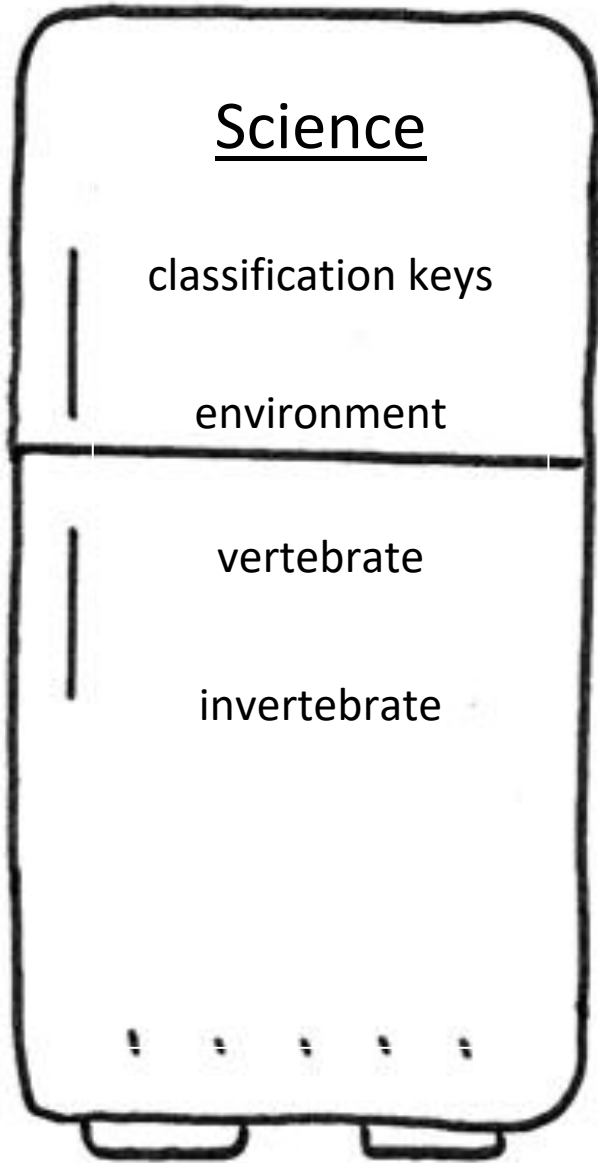 Science
classification keys
environment
vertebrate
invertebrate